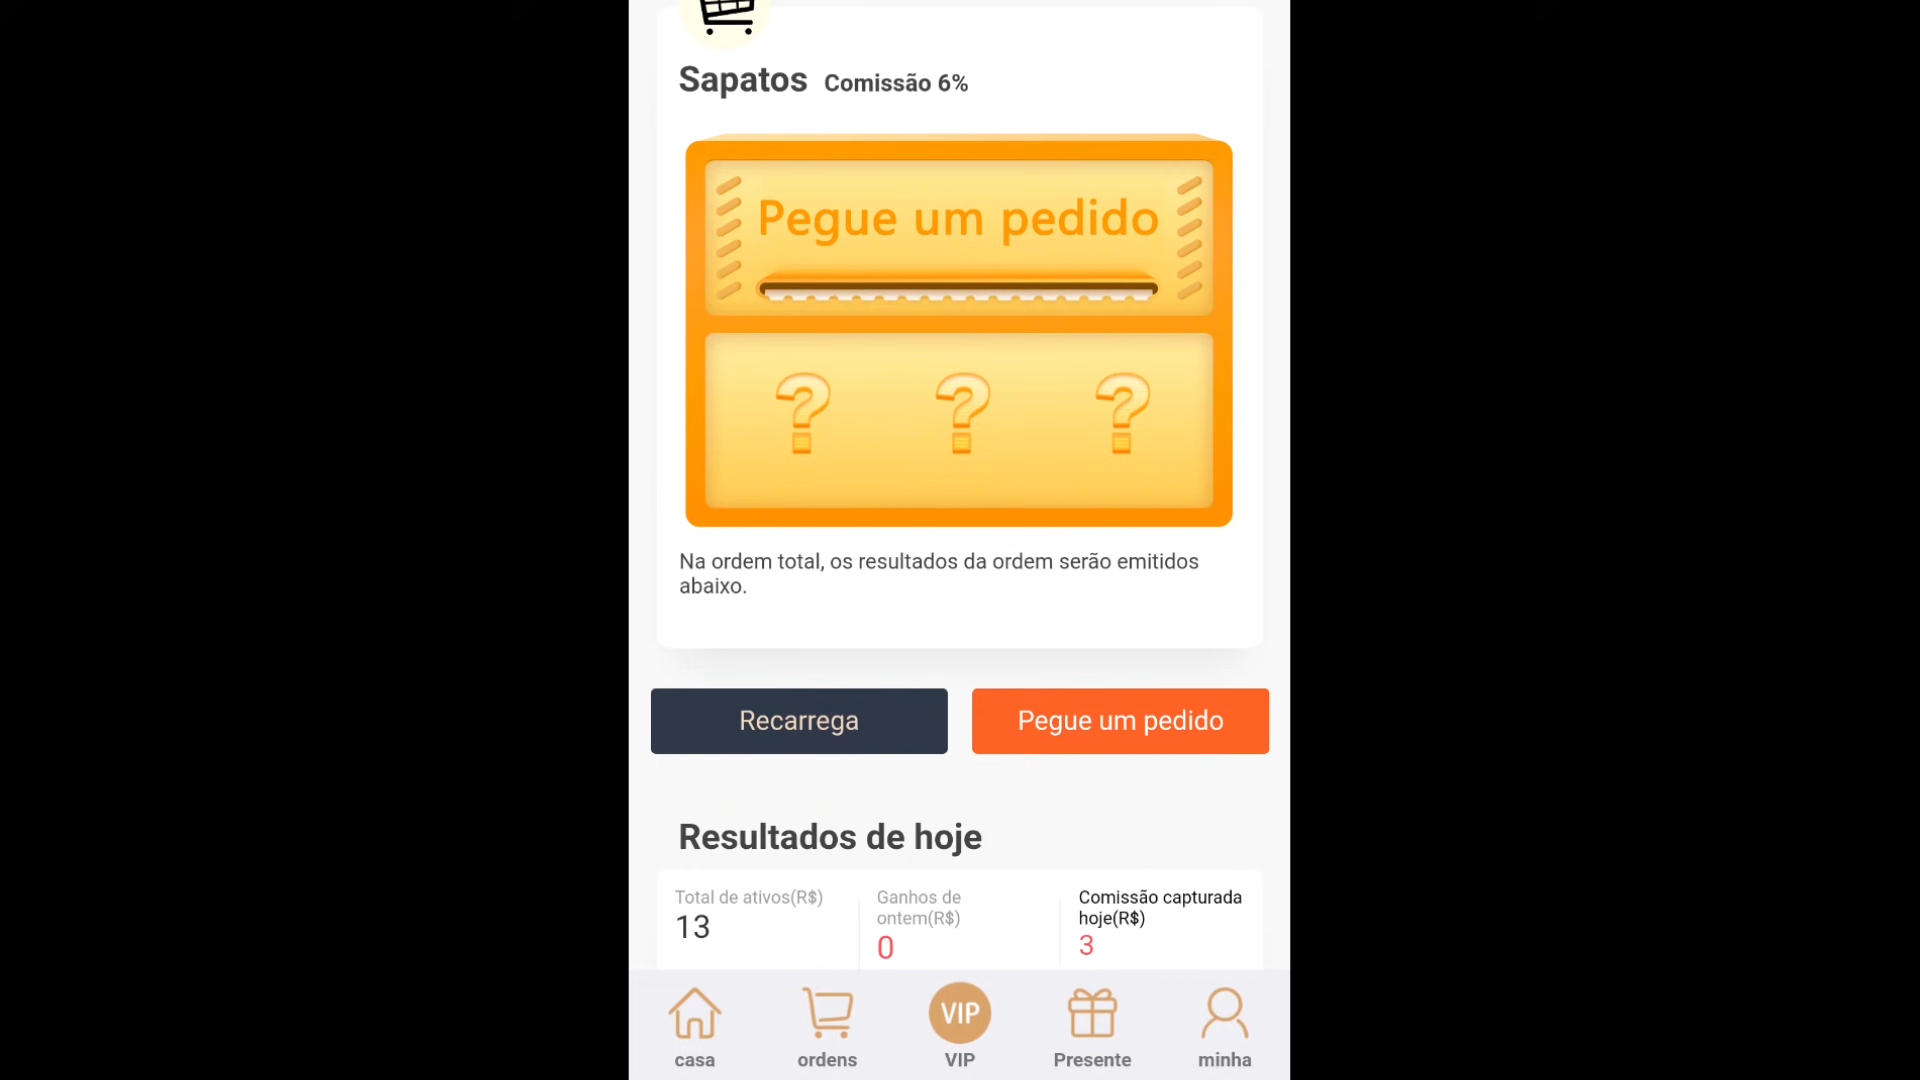 Sapatos Comissão 6%
Pegue um pedido
? ? ?
Na ordem total, os resultados da ordem serão emitidos
abaixo.
Recarrega
Pegue um pedido
Resultados de hoje
Total de ativos(R$)
13
Ganhos de
ontem(R$)
0
Comissão capturada
hoje(R$)
3
casa
ordens
VIP
VIP
Presente
minha